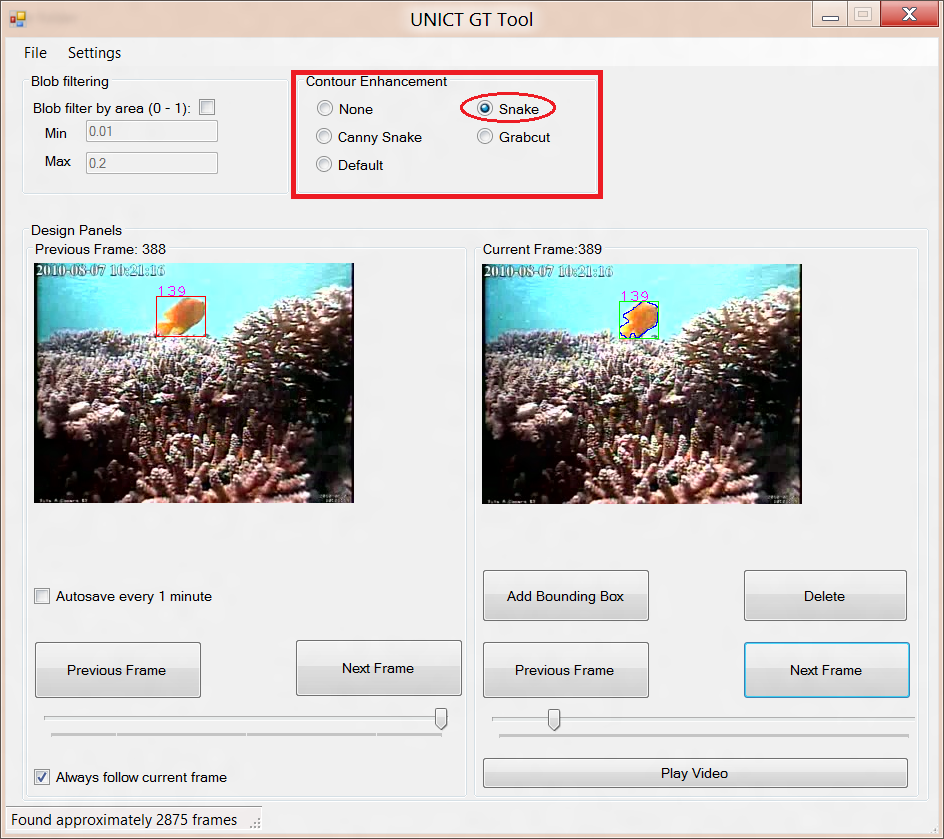 UNICT GT Tool
File Settings
Blob filtering
Blob filter by area (0 - 1):
Min 0.01
Max 0.2
Contour Enhancement
None Snake
Canny Snake Grabcut
Default
Design Panels
Previous Frame: 388
2010-08-07 10:21:16
139
Current Frame:389
2010-08-07 10:21:16
139
Autosave every 1 minute
Previous Frame Next Frame
Always follow current frame
Add Bounding Box Delete
Previous Frame Next Frame
Play Video
Found approximately 2875 frames